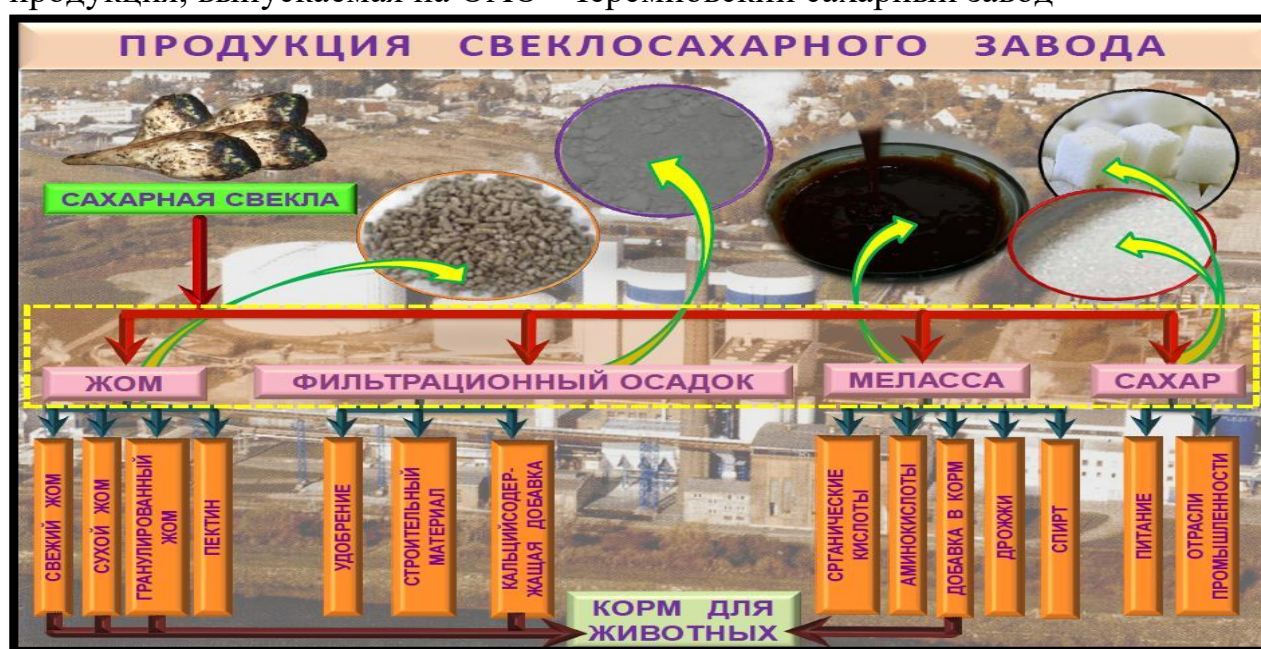 продукция, выпускаемая на ОАО Черемновский сахарный завод
ПРОДУКЦИЯ СВЕКЛОСАХАРНОГО ЗАВОДА
САХАРНАЯ СВЕКЛА
ЖОМ
ФИЛЬТРАЦИОННЫЙ ОСАДОК
МЕЛАССА
САХАР
СВЕЖИЙ ЖОМ
СУХОЙ ЖОМ
ГРАНУЛИРОВАННЫЙ
ЖОМ
ПЕКТИН
УДОБРЕНИЕ
СТРОИТЕЛЬНЫЙ
МАТЕРИАЛ
КАЛЬЦИЙСОДЕР-
ЖАЩАЯ ДОБАВКА
СРГАНИЧЕСКИЕ
КИСЛОТЫ
АМИНОКИСЛОТЫ
ДОБАВКА В КОРМ
ДРОЖЖИ
СПИРТ
ПИТАНИЕ
ОТРАСЛИ
ПРОМЫШЛЕННОСТИ
КОРМ ДЛЯ
ЖИВОТНЫХ